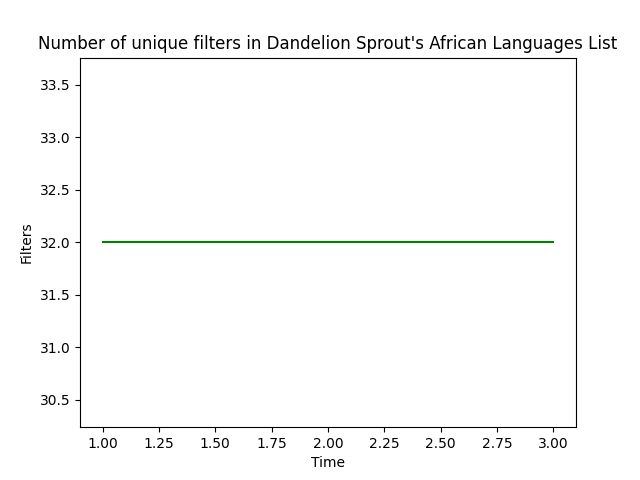 Number of unique filters in Dandelion Sprout's African Languages List
33.5
33.0
32.5
32.0
31.5
31.0
30.5
Filters
1.00 1.25 1.50 1.75 2.00 2.25 2.50 2.75 3.00
Time